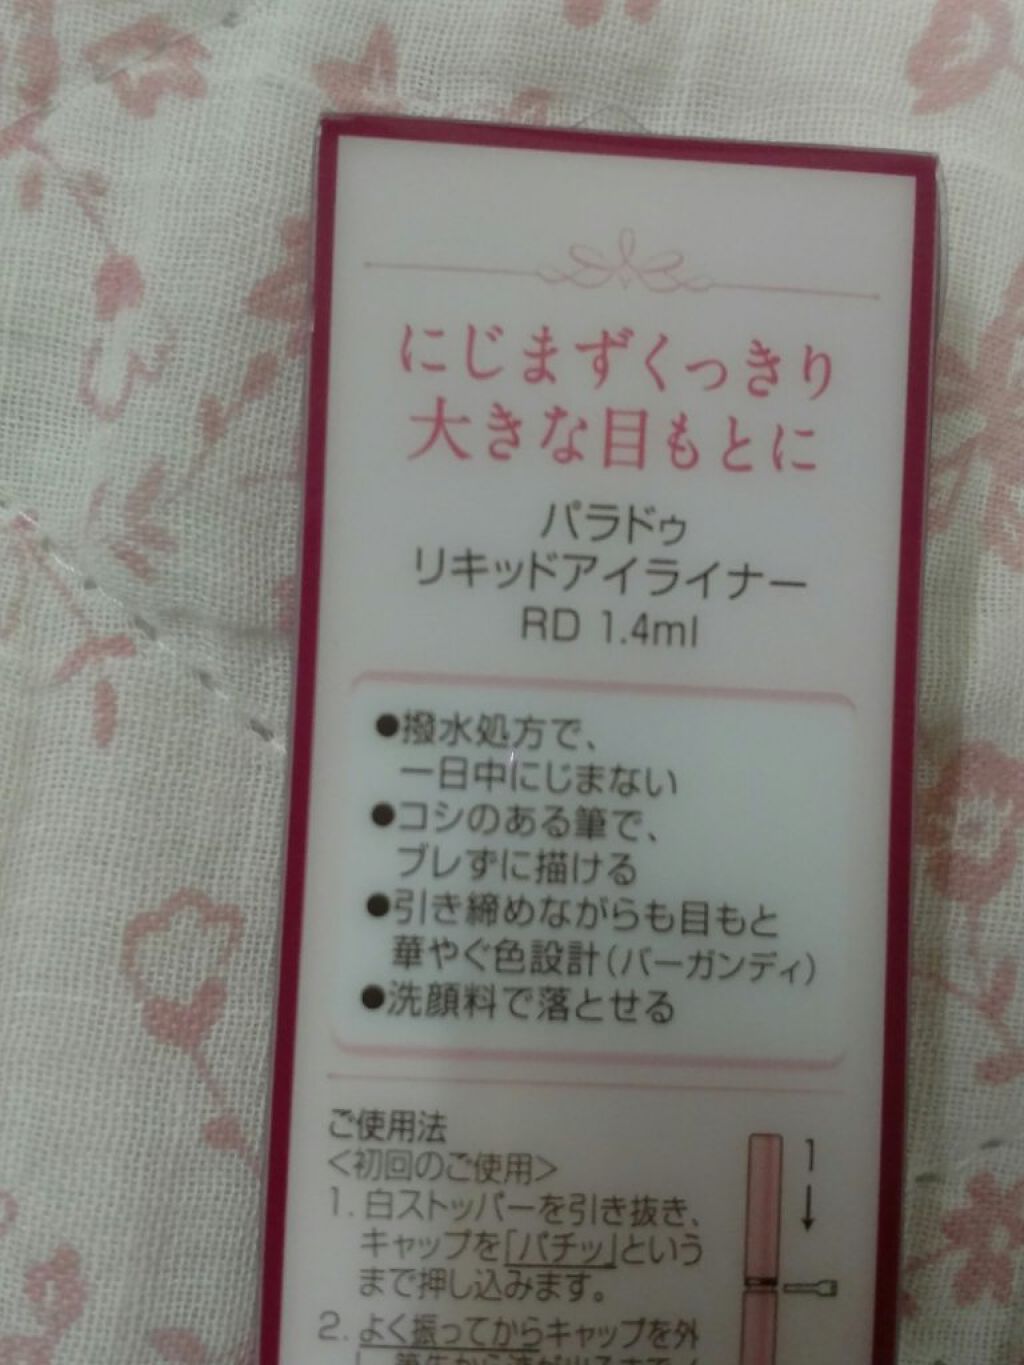 にじまずくっきり
大きな目もとに
パラドゥ
リキッドアイライナー
RD 1.4ml
●撥水処方で、
一日中にじまない
●コシのある筆で、
ブレずに描ける
●引き締めながらも目もと
華やぐ色設計(バーガンディ)
●洗顔料で落とせる
ご使用法
<初回のご使用>
1. 白ストッパーを引き抜き、
キャップを「パチッ」という
まで押し込みます。
1
2. よく振ってからキャップを外